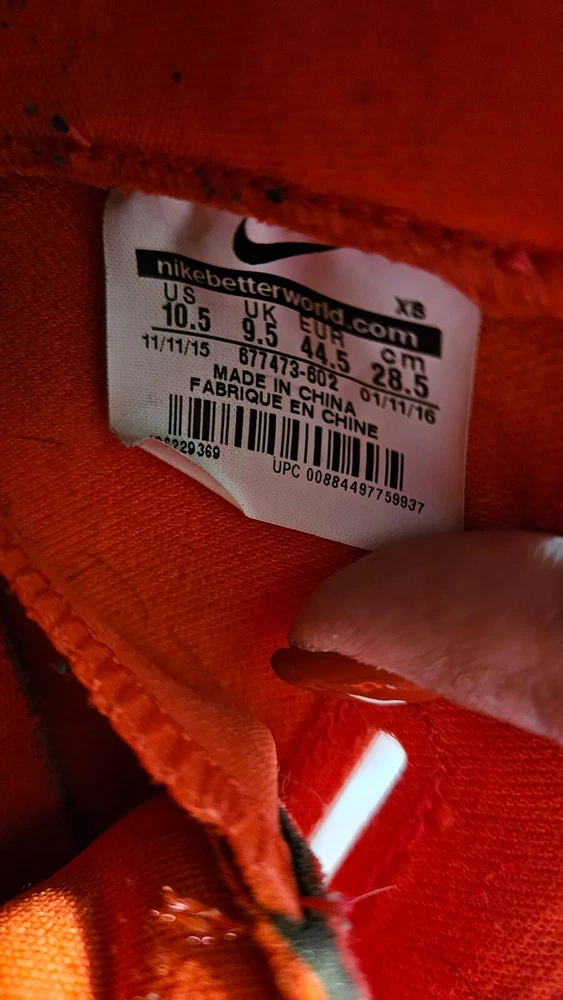 nikebetterworld.com
XS
US UK EUR cm
10.5 9.5 44.5 28.5
11/11/15 677473-602 01/11/16
MADE IN CHINA
FABRIQUE EN CHINE
UPC 00884497759937